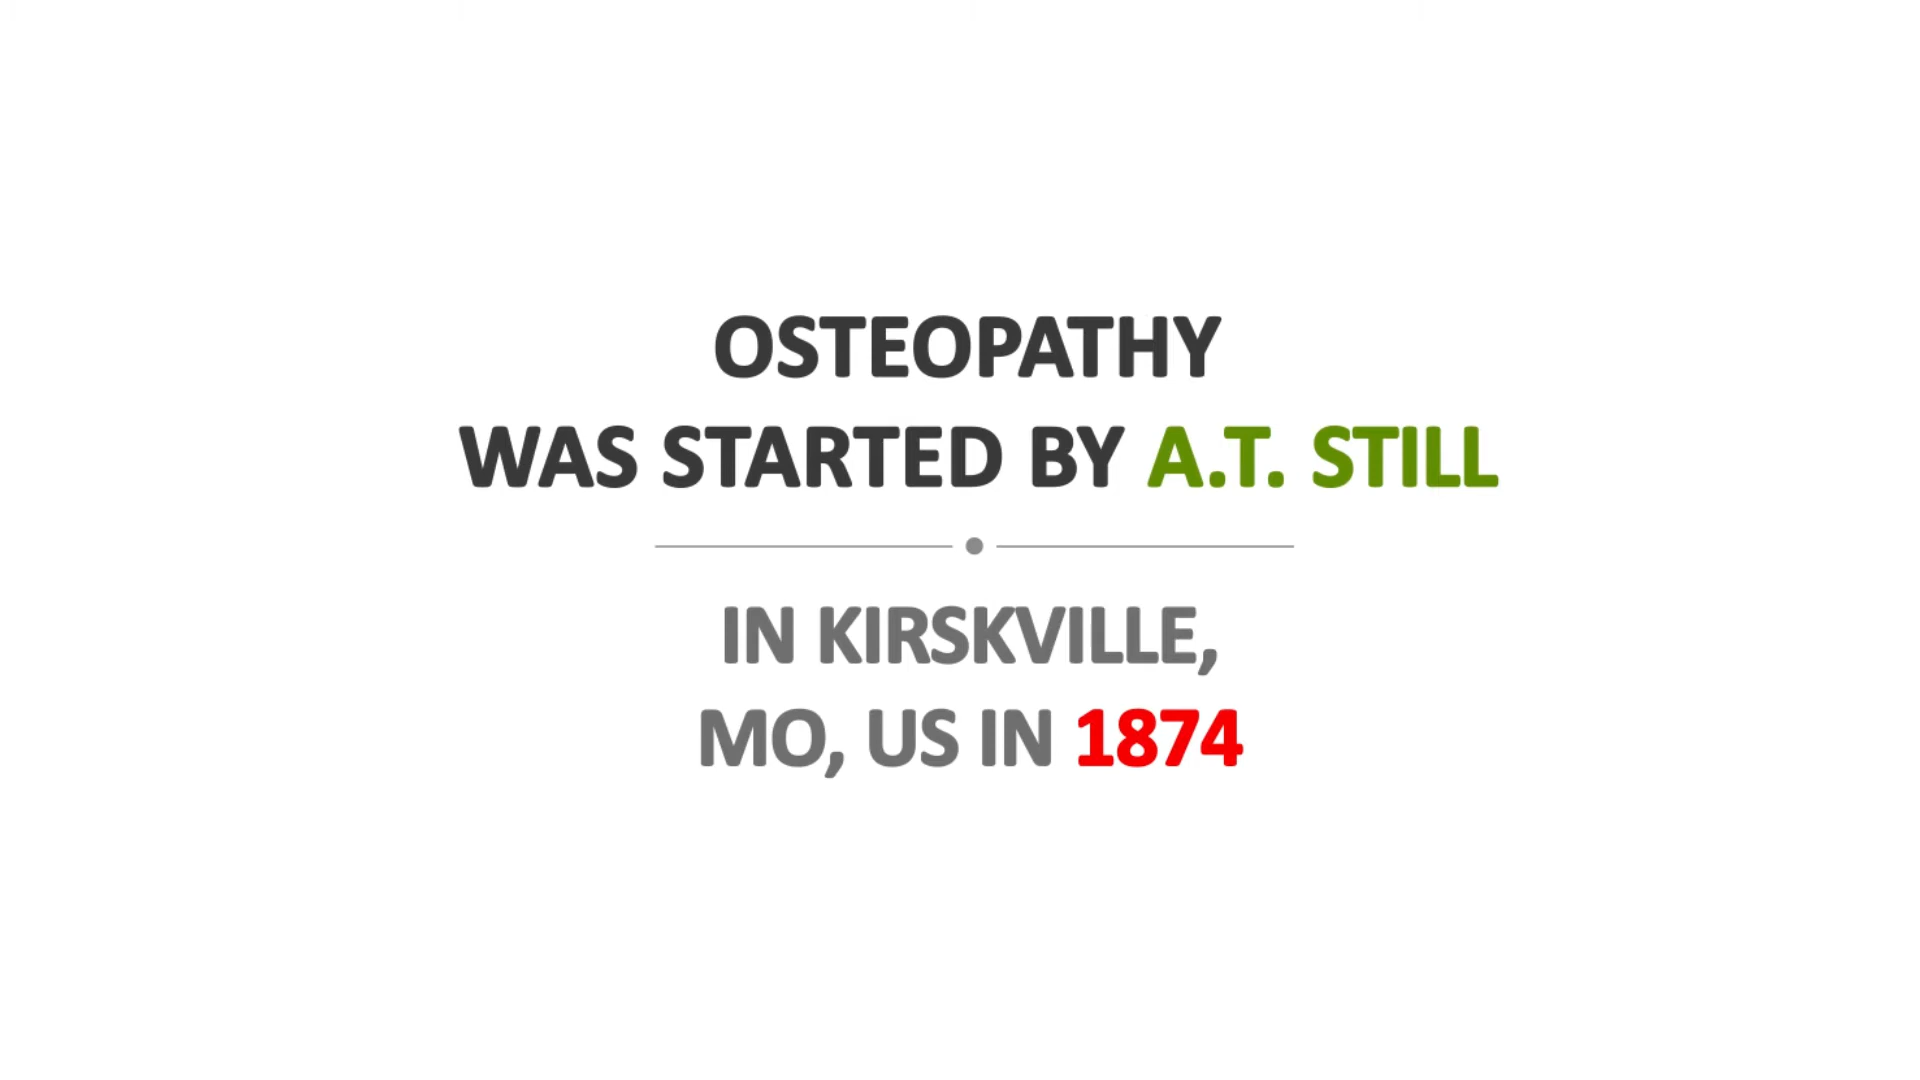 OSTEOPATHY
WAS STARTED BY A.T. STILL
IN KIRSKVILLE,
MO, US IN 1874